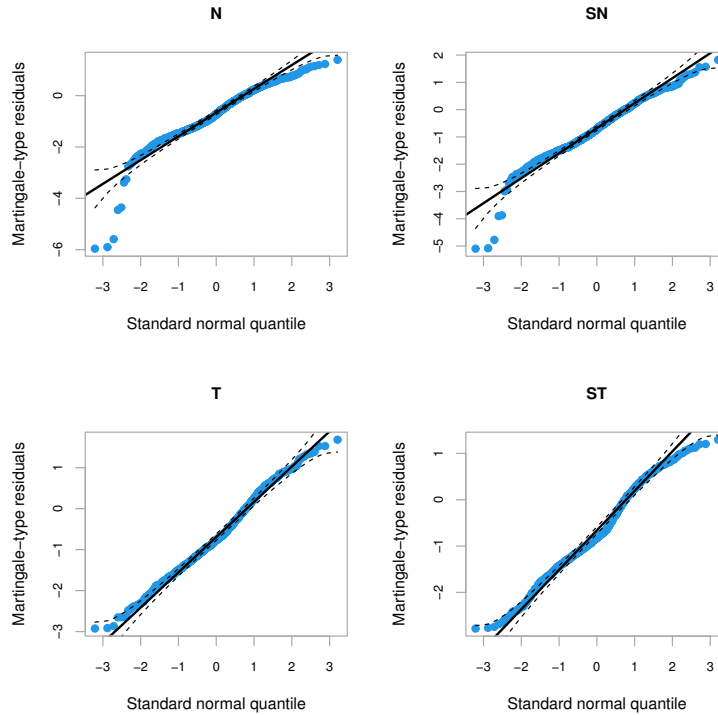 N
Martingale−type residuals
0
−2
−4
−6
−3 −2 −1 0 1 2 3
Standard normal quantile
SN
Martingale−type residuals
2
1
0
−1
−2
−3
−4
−5
−3 −2 −1 0 1 2 3
Standard normal quantile
T
Martingale−type residuals
1
0
−1
−2
−3
−3 −2 −1 0 1 2 3
Standard normal quantile
ST
Martingale−type residuals
1
0
−1
−2
−3 −2 −1 0 1 2 3
Standard normal quantile